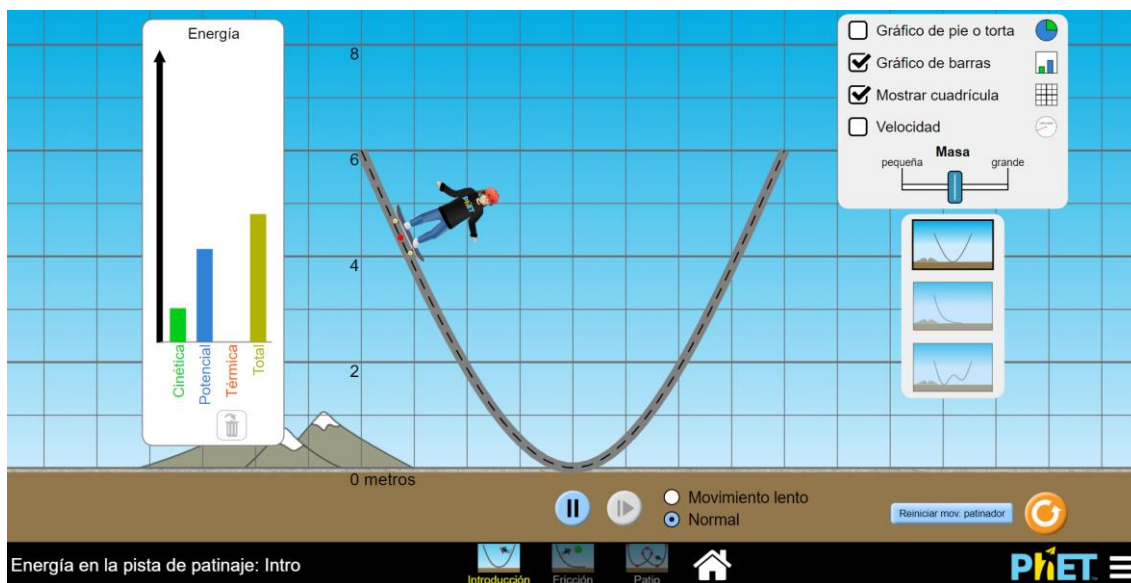 Energía
Cinética
Potencial
Térmica
Total
8
6
4
2
0 metros
PhET
Gráfico de pie o torta
Gráfico de barras
Mostrar cuadrícula
Velocidad
Masa
pequeña
grande
Movimiento lento
Normal
Reiniciar mov. patinador
Energía en la pista de patinaje: Intro
Introducción
Fricción
Patio
PhET